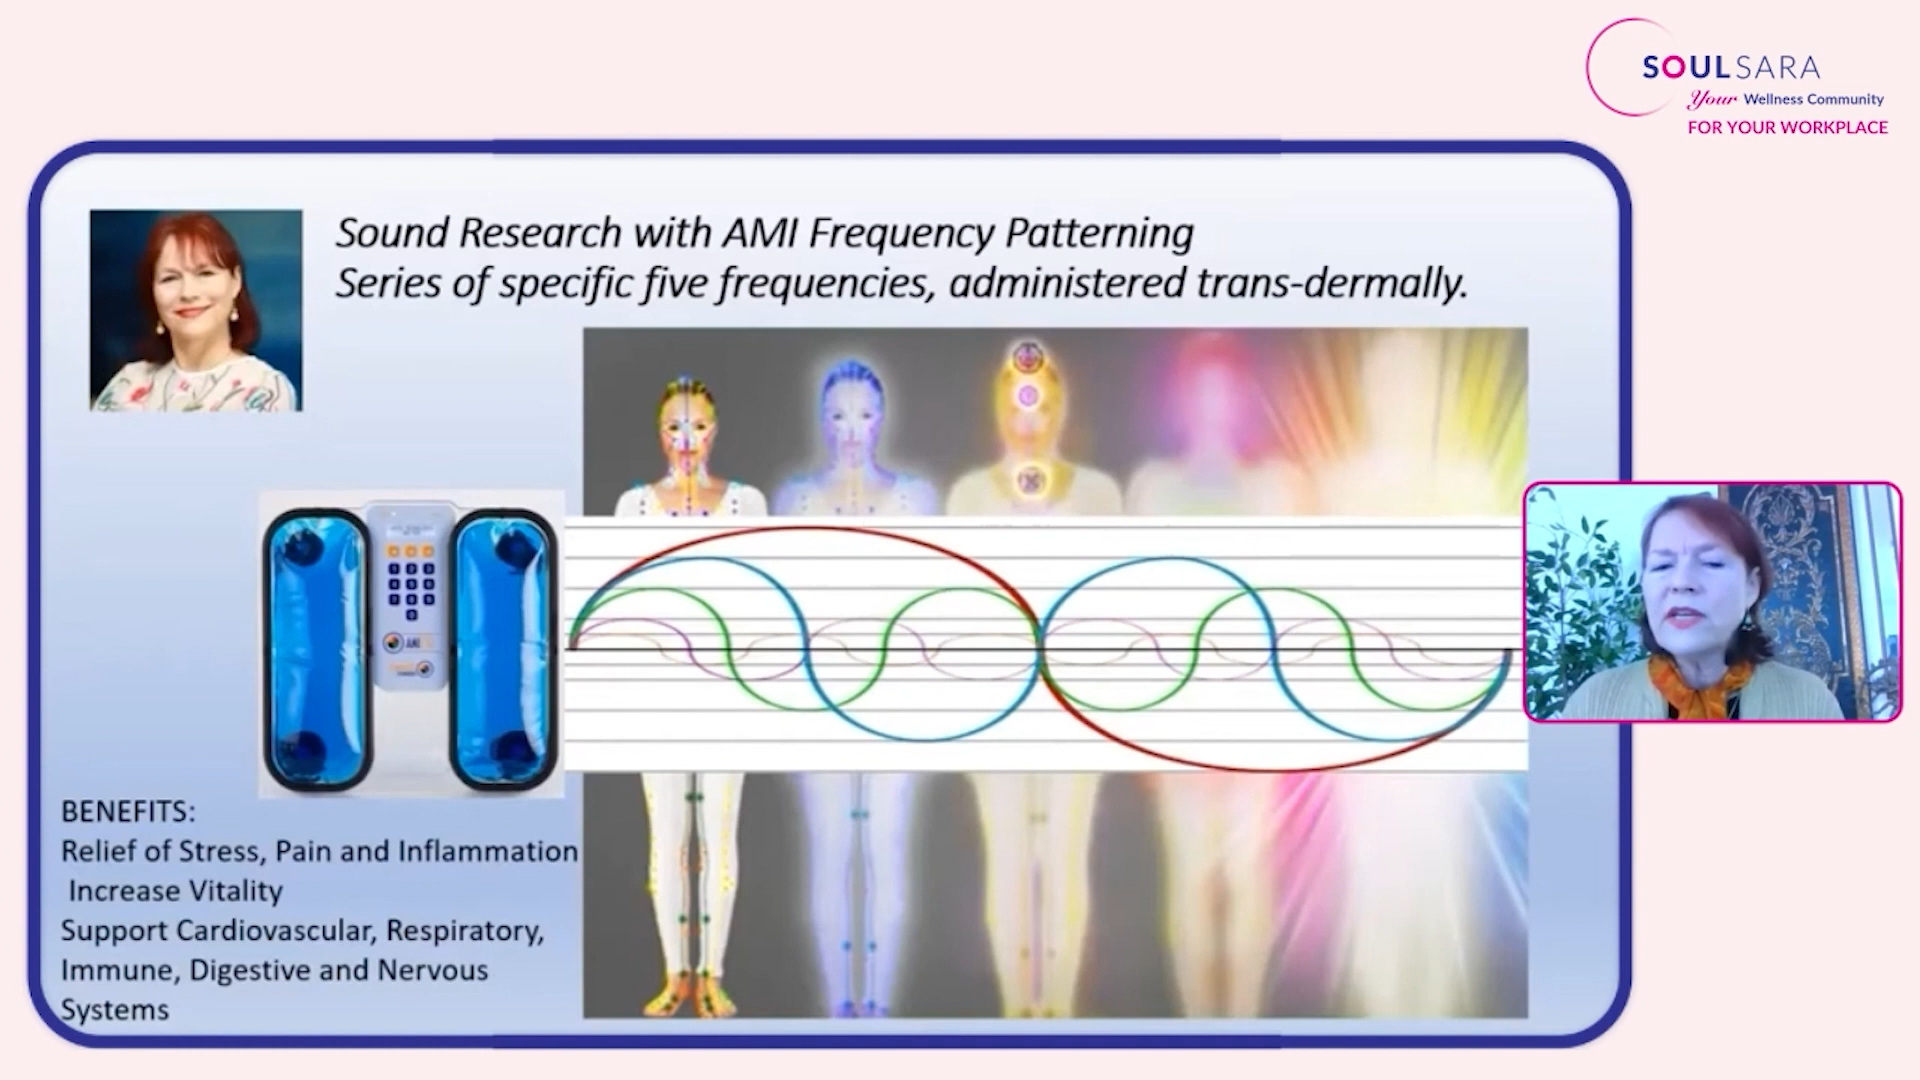 SOULSARA
Your Wellness Community
FOR YOUR WORKPLACE
Sound Research with AMI Frequency Patterning
Series of specific five frequencies, administered trans-dermally.
BENEFITS:
Relief of Stress, Pain and Inflammation
Increase Vitality
Support Cardiovascular, Respiratory,
Immune, Digestive and Nervous
Systems